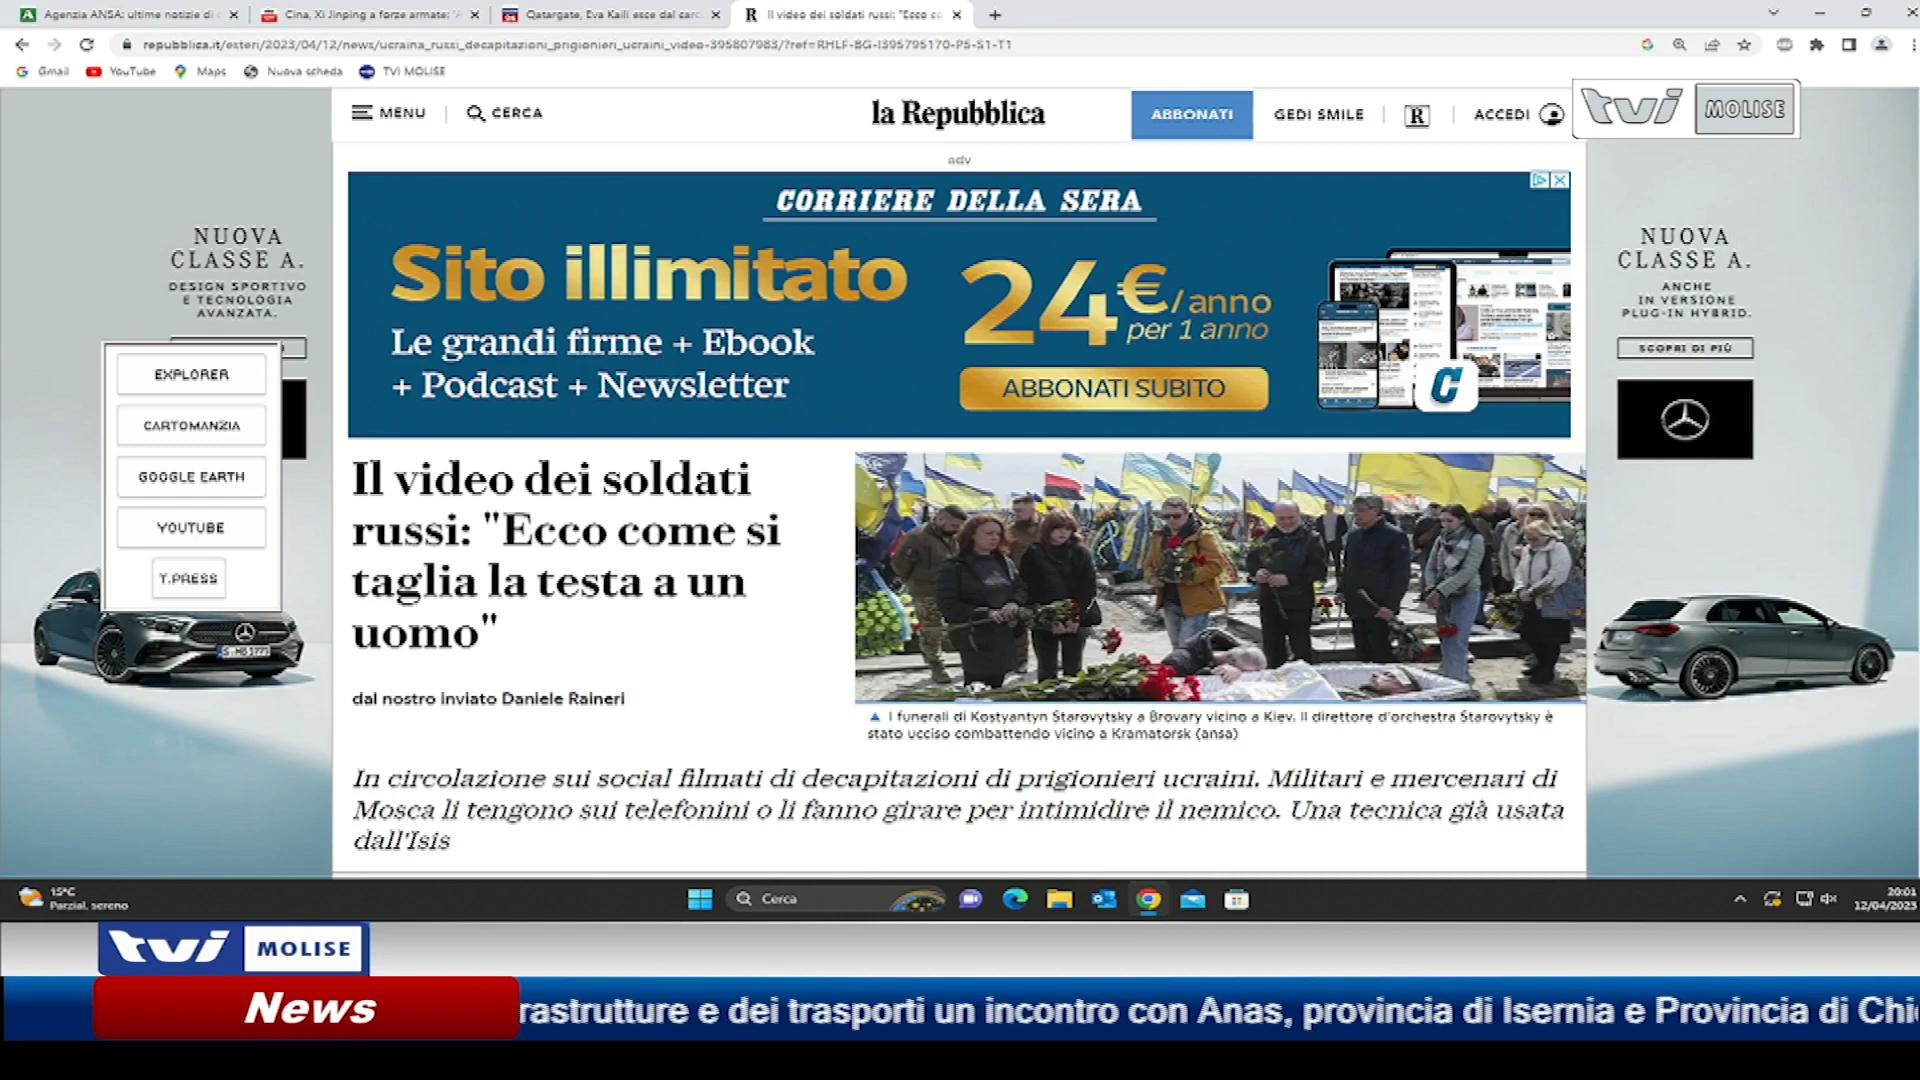 Agenzia ANSA: ultime notizie di
Cina, Xi Jinping a forze armate: "A
Qatargate, Eva Kaili esce dal carc
Il video dei soldati russi: "Ecco co
repubblica.it/esteri/2023/04/12/news/ucraina_russi_decapitazioni_prigionieri_ucraini_video-395807983/?ref=RHLF-BG-I395795170-P5-S1-T1
Gmail
YouTube
Maps
Nuova scheda
TVI MOLISE
MENU
CERCA
la Repubblica
ABBONATI
GEDI SMILE
R
ACCEDI
tvi MOLISE
adv
CORRIERE DELLA SERA
Sito illimitato
Le grandi firme + Ebook
+ Podcast + Newsletter
24€/anno
per 1 anno
ABBONATI SUBITO
NUOVA
CLASSE A.
DESIGN SPORTIVO
E TECNOLOGIA
AVANZATA.
EXPLORER
CARTOMANZIA
GOOGLE EARTH
YOUTUBE
T.PRESS
NUOVA
CLASSE A.
ANCHE
IN VERSIONE
PLUG-IN HYBRID.
SCOPRI DI PIÙ
Il video dei soldati
russi: "Ecco come si
taglia la testa a un
uomo"
dal nostro inviato Daniele Raineri
I funerali di Kostyantyn Starovytsky a Brovary vicino a Kiev. Il direttore d'orchestra Starovytsky è
stato ucciso combattendo vicino a Kramatorsk (ansa)
In circolazione sui social filmati di decapitazioni di prigionieri ucraini. Militari e mercenari di
Mosca li tengono sui telefonini o li fanno girare per intimidire il nemico. Una tecnica già usata
dall'Isis
15°C
Parzial. sereno
Cerca
20:01
12/04/2023
tvi MOLISE
News
rastrutture e dei trasporti un incontro con Anas, provincia di Isernia e Provincia di Chi